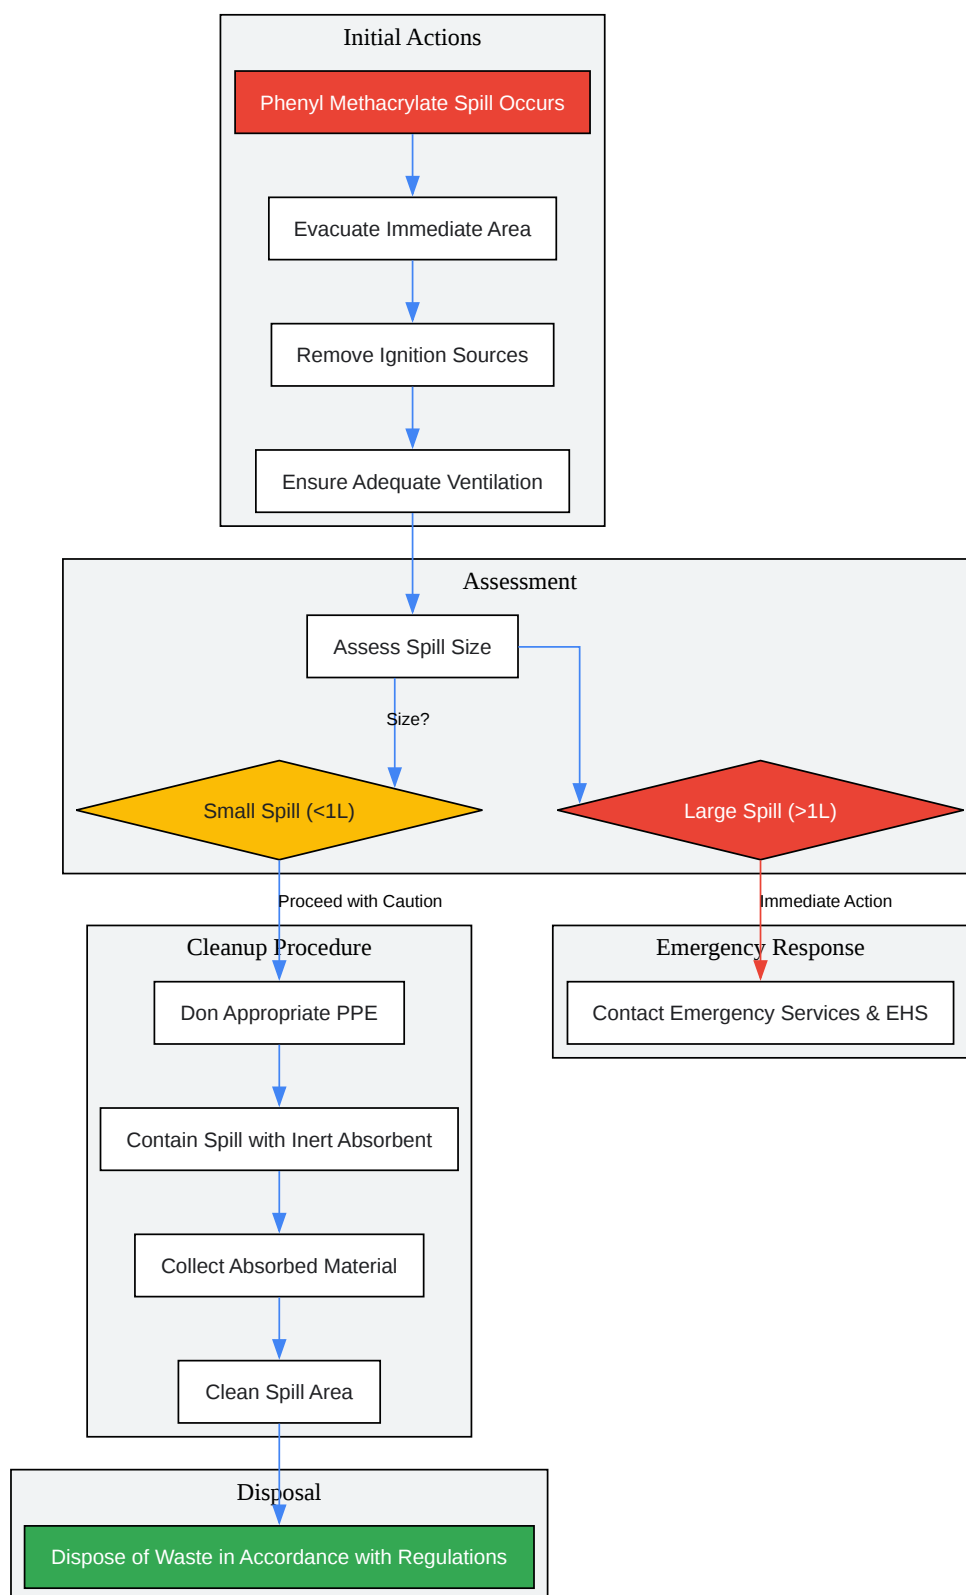 Initial Actions
Phenyl Methacrylate Spill Occurs
Evacuate Immediate Area
Remove Ignition Sources
Ensure Adequate Ventilation
Assessment
Assess Spill Size
Size?
Small Spill (<1L)
Large Spill (>1L)
Proceed with Caution
Immediate Action
Cleanup Procedure
Emergency Response
Don Appropriate PPE
Contact Emergency Services & EHS
Contain Spill with Inert Absorbent
Collect Absorbed Material
Clean Spill Area
Disposal
Dispose of Waste in Accordance with Regulations